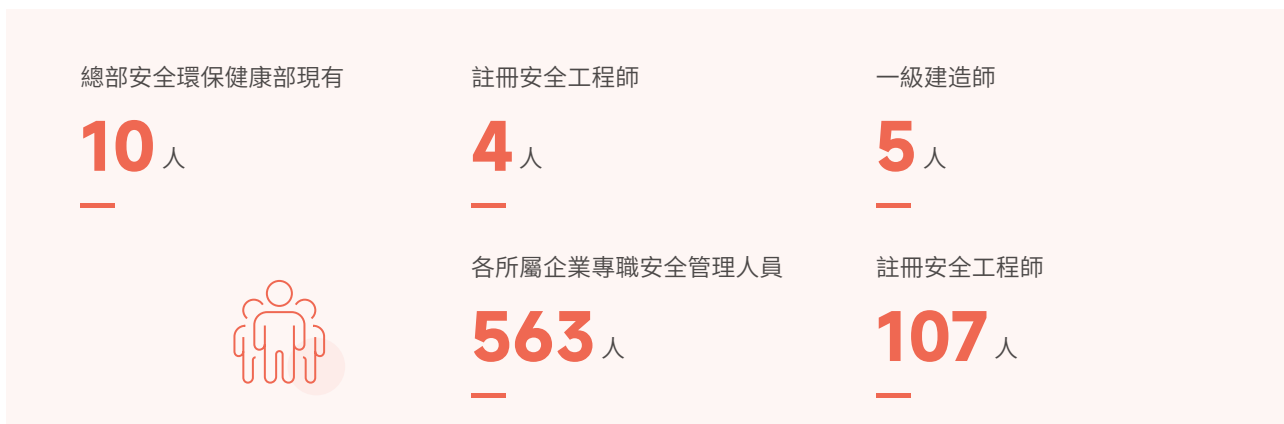 總部安全環保健康部現有
10 人
註冊安全工程師
4 人
一級建造師
5 人
各所屬企業專職安全管理人員
563 人
註冊安全工程師
107 人